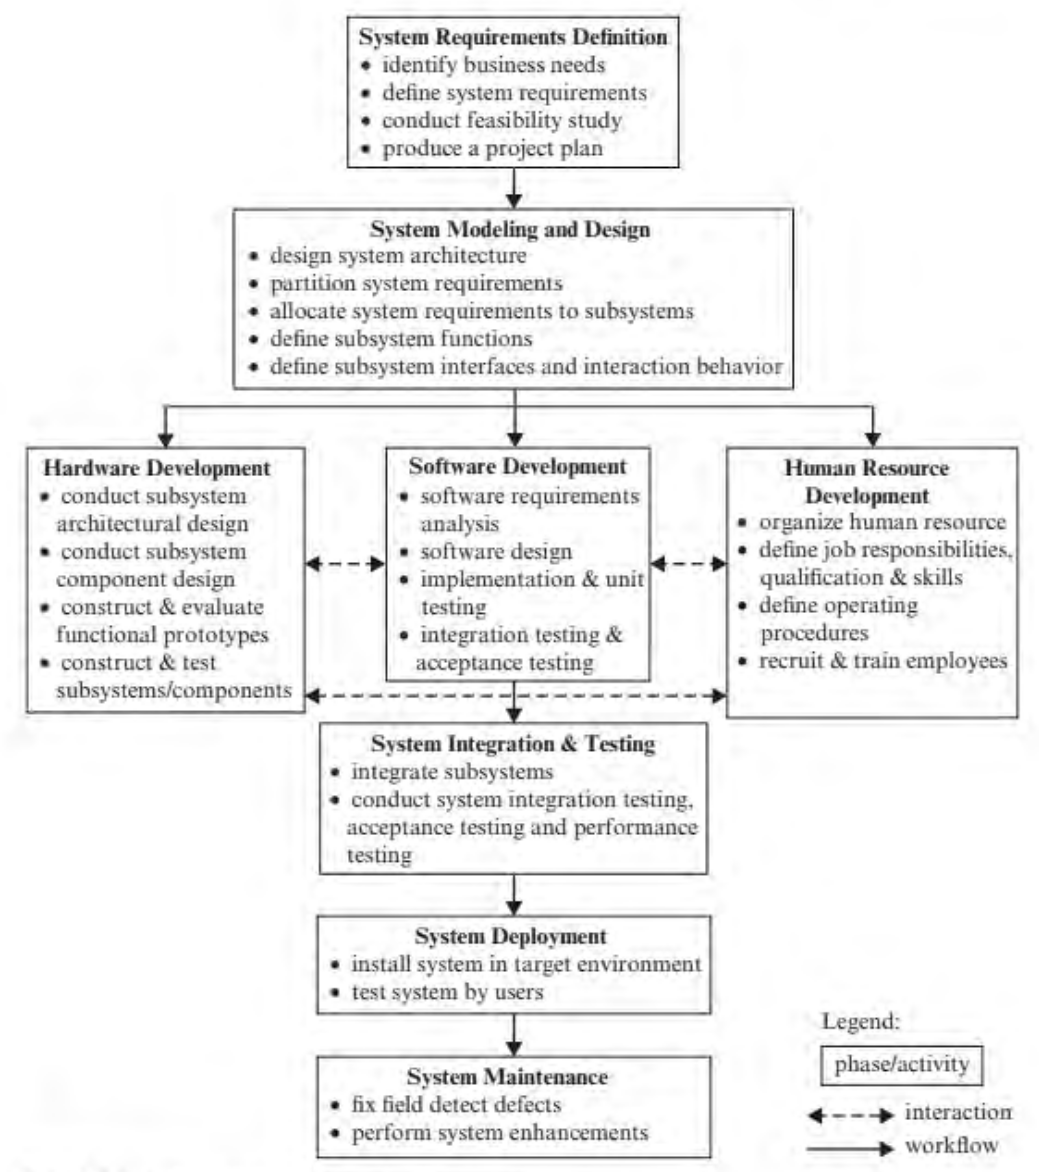 System Requirements Definition
• identify business needs
• define system requirements
• conduct feasibility study
• produce a project plan
System Modeling and Design
• design system architecture
• partition system requirements
• allocate system requirements to subsystems
• define subsystem functions
• define subsystem interfaces and interaction behavior
Hardware Development
• conduct subsystem
architectural design
• conduct subsystem
component design
• construct & evaluate
functional prototypes
• construct & test
subsystems/components
Software Development
• software requirements
analysis
• software design
• implementation & unit
testing
• integration testing &
acceptance testing
Human Resource
Development
• organize human resource
• define job responsibilities,
qualification & skills
• define operating
procedures
• recruit & train employees
System Integration & Testing
• integrate subsystems
• conduct system integration testing,
acceptance testing and performance
testing
System Deployment
• install system in target environment
• test system by users
System Maintenance
• fix field detect defects
• perform system enhancements
Legend:
phase/activity
interaction
workflow